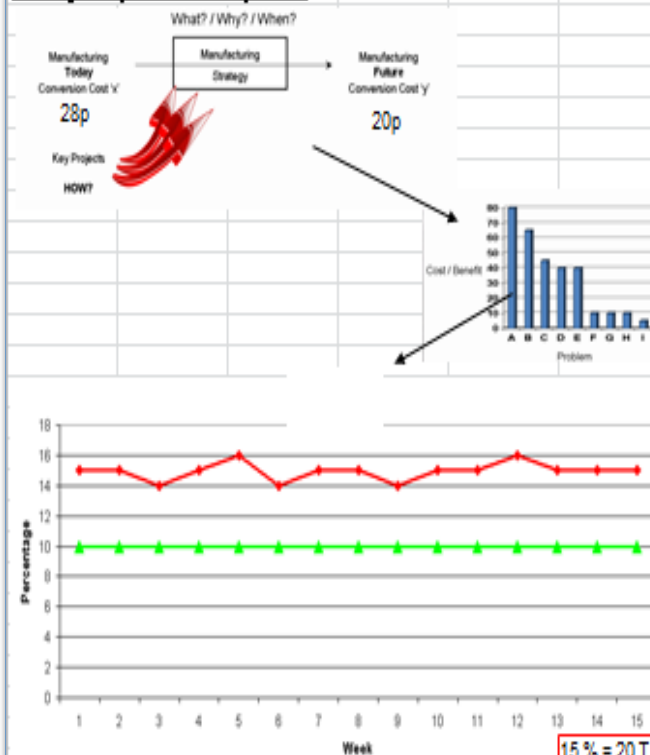 What? / Why? / When?
Manufacturing
Today
Conversion Cost 'x'
28p
Manufacturing
Strategy
Manufacturing
Future
Conversion Cost 'y'
20p
Key Projects
HOW?
Cost / Benefit
80
70
60
50
40
30
20
10
0
A B C D E F G H I
Problem
Percentage
18
16
14
12
10
8
6
4
2
0
1 2 3 4 5 6 7 8 9 10 11 12 13 14 15
Week
15 % = 20 T